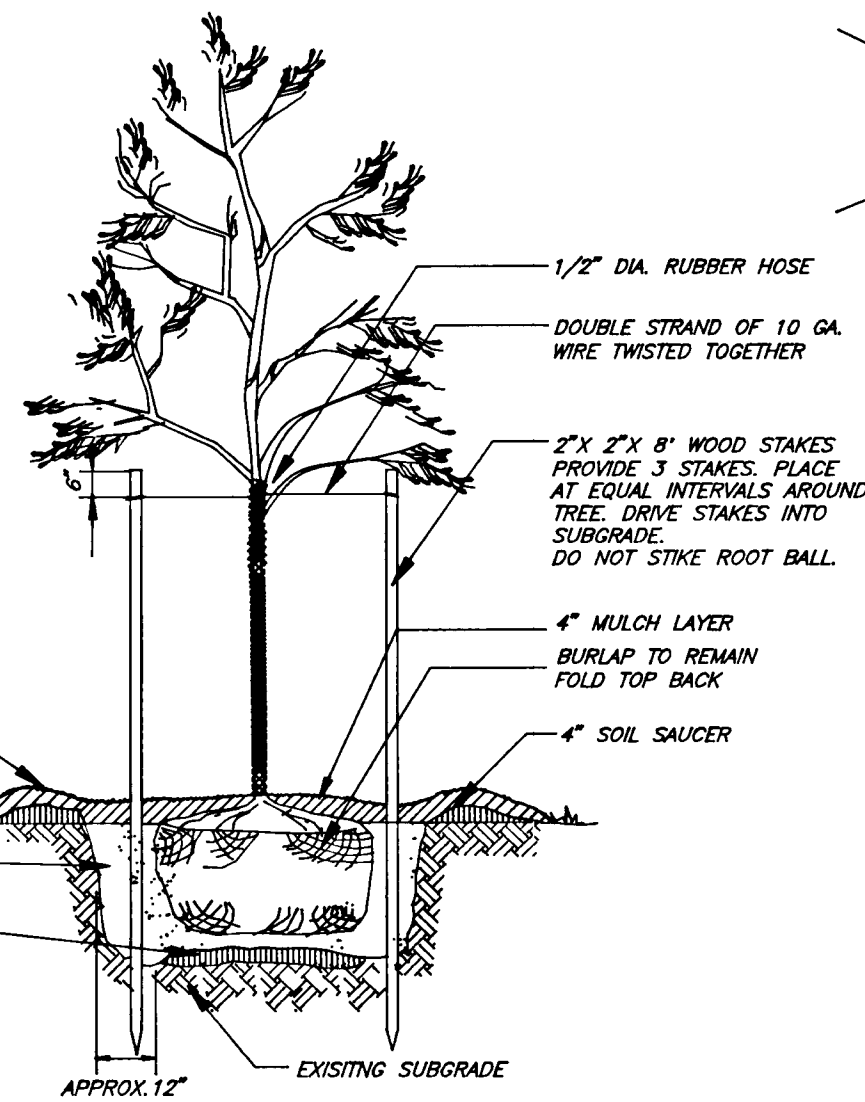 1/2" DIA. RUBBER HOSE
DOUBLE STRAND OF 10 GA.
WIRE TWISTED TOGETHER
2"X 2"X 8' WOOD STAKES
PROVIDE 3 STAKES. PLACE
AT EQUAL INTERVALS AROUND
TREE. DRIVE STAKES INTO
SUBGRADE.
DO NOT STIKE ROOT BALL.
6"
4" MULCH LAYER
BURLAP TO REMAIN
FOLD TOP BACK
4" SOIL SAUCER
EXISITNG SUBGRADE
APPROX.12"